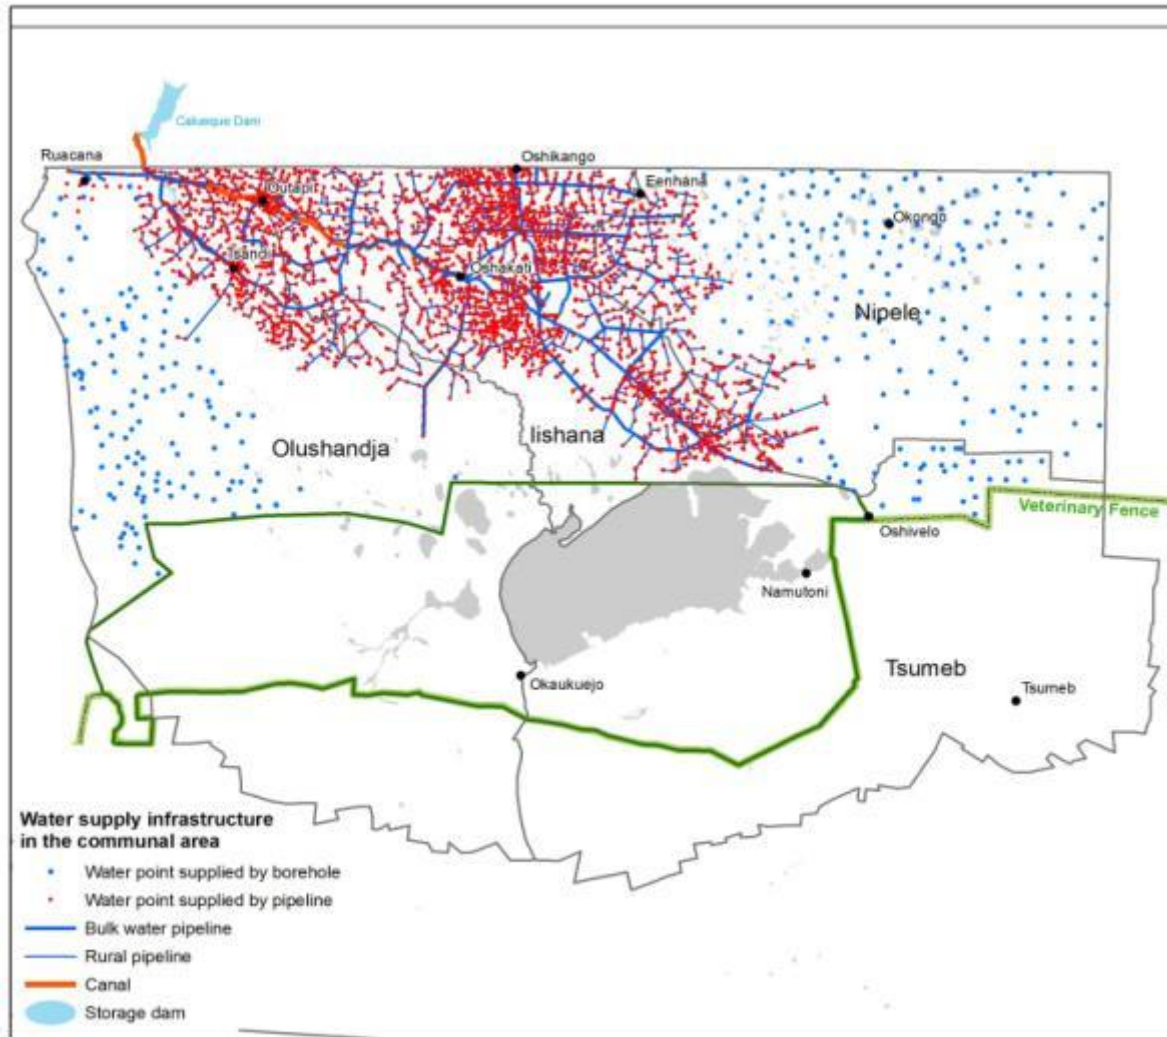 Calueque Dam
Ruacana
Oshikango
Eenhana
Outapi
Okongo
Tsandi
Oshakati
Nipele
Iishana
Olushandja
Veterinary Fence
Oshivelo
Namutoni
Okaukuejo
Tsumeb
Tsumeb
Water supply infrastructure
in the communal area
Water point supplied by borehole
Water point supplied by pipeline
Bulk water pipeline
Rural pipeline
Canal
Storage dam